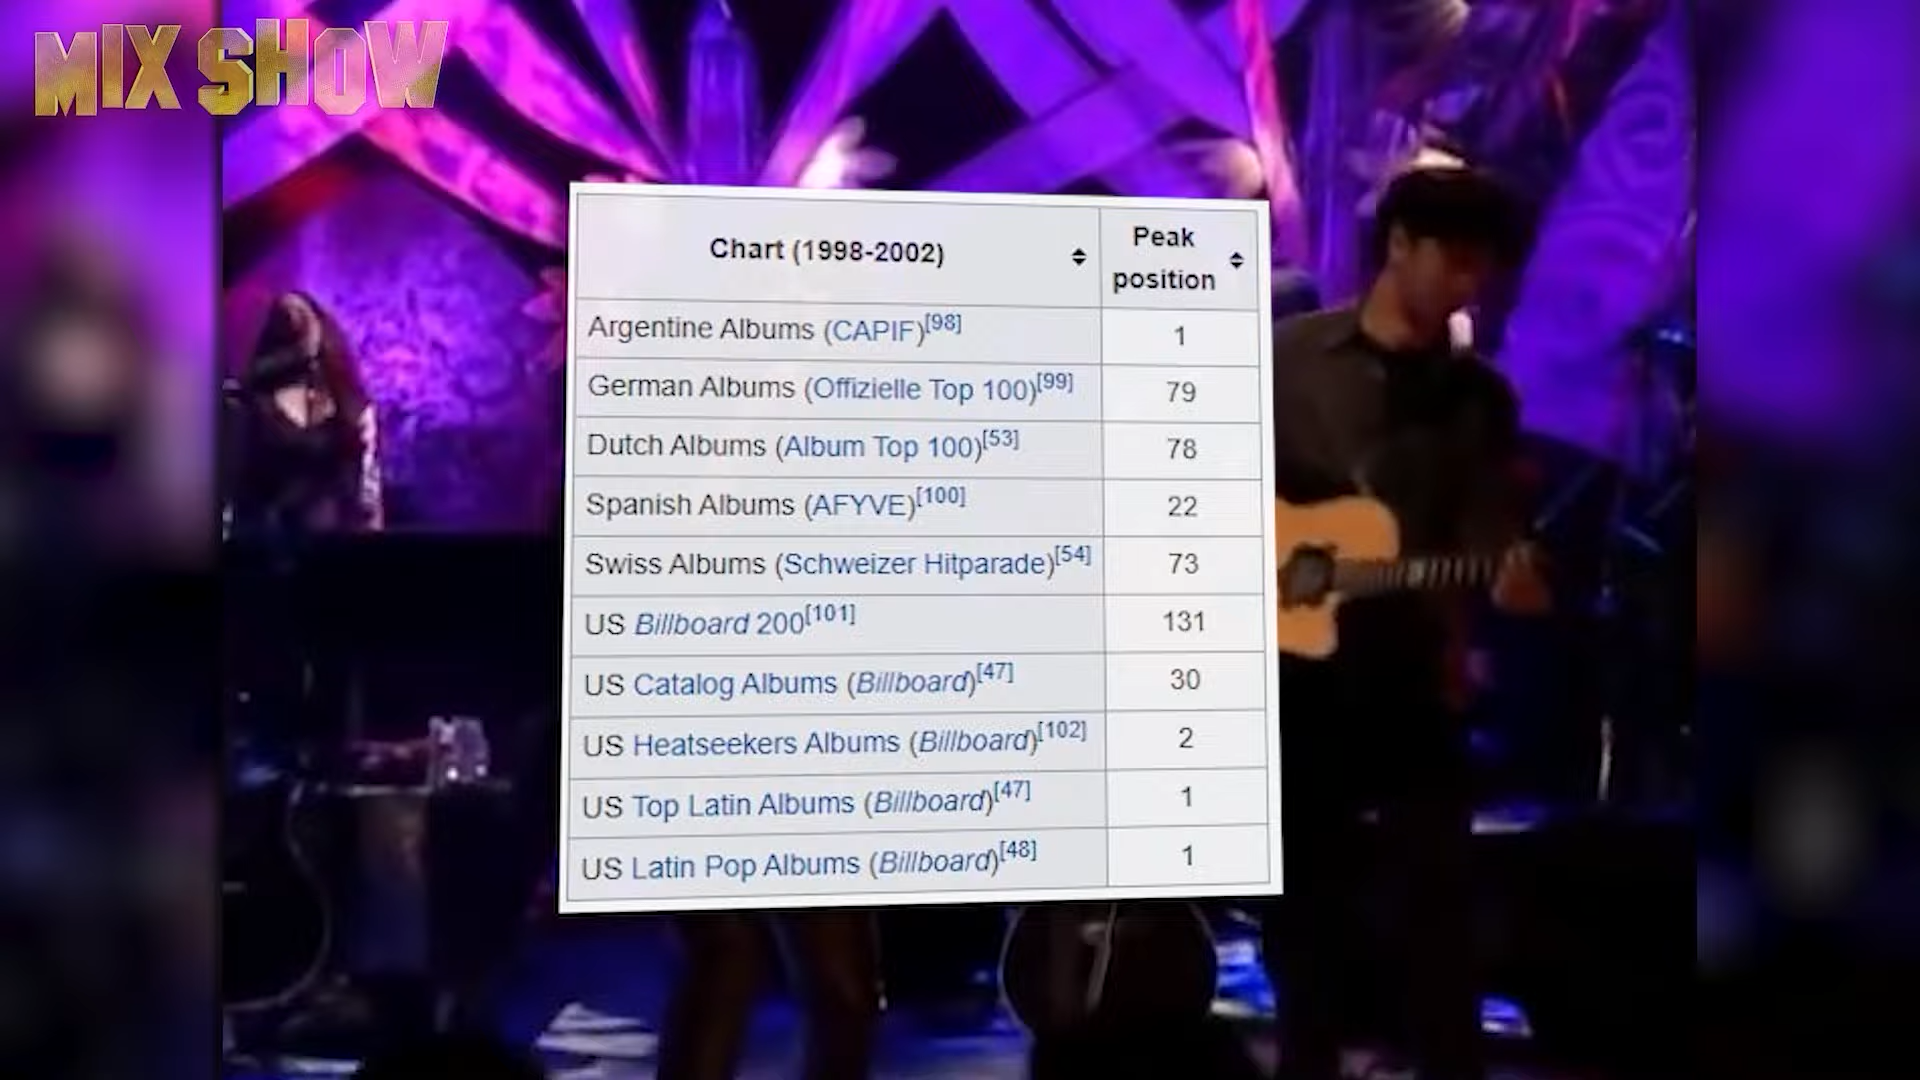 MIX SHOW
Chart (1998-2002)
Peak position
Argentine Albums (CAPIF)[98] 1
German Albums (Offizielle Top 100)[99] 79
Dutch Albums (Album Top 100)[53] 78
Spanish Albums (AFYVE)[100] 22
Swiss Albums (Schweizer Hitparade)[54] 73
US Billboard 200[101] 131
US Catalog Albums (Billboard)[47] 30
US Heatseekers Albums (Billboard)[102] 2
US Top Latin Albums (Billboard)[47] 1
US Latin Pop Albums (Billboard)[48] 1